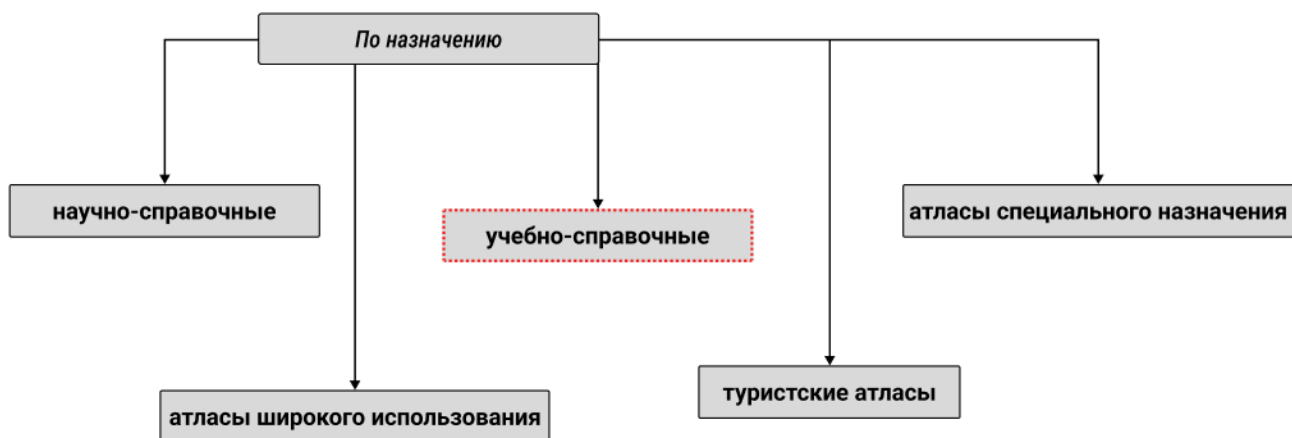 По назначению
научно-справочные
атласы специального назначения
учебно-справочные
туристские атласы
атласы широкого использования